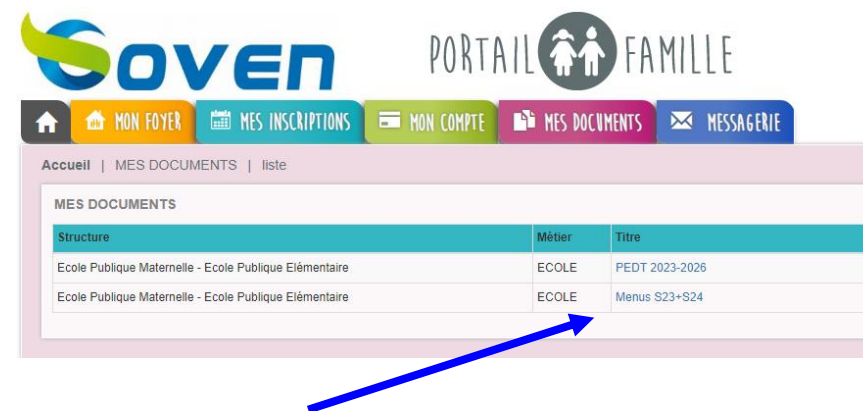 Soven PORTAIL FAMILLE
MON FOYER MES INSCRIPTIONS MON COMPTE MES DOCUMENTS MESSAGERIE
Accueil | MES DOCUMENTS | liste
MES DOCUMENTS
Structure Métier Titre
Ecole Publique Maternelle - Ecole Publique Elémentaire ECOLE PEDT 2023-2026
Ecole Publique Maternelle - Ecole Publique Elémentaire ECOLE Menus S23+S24